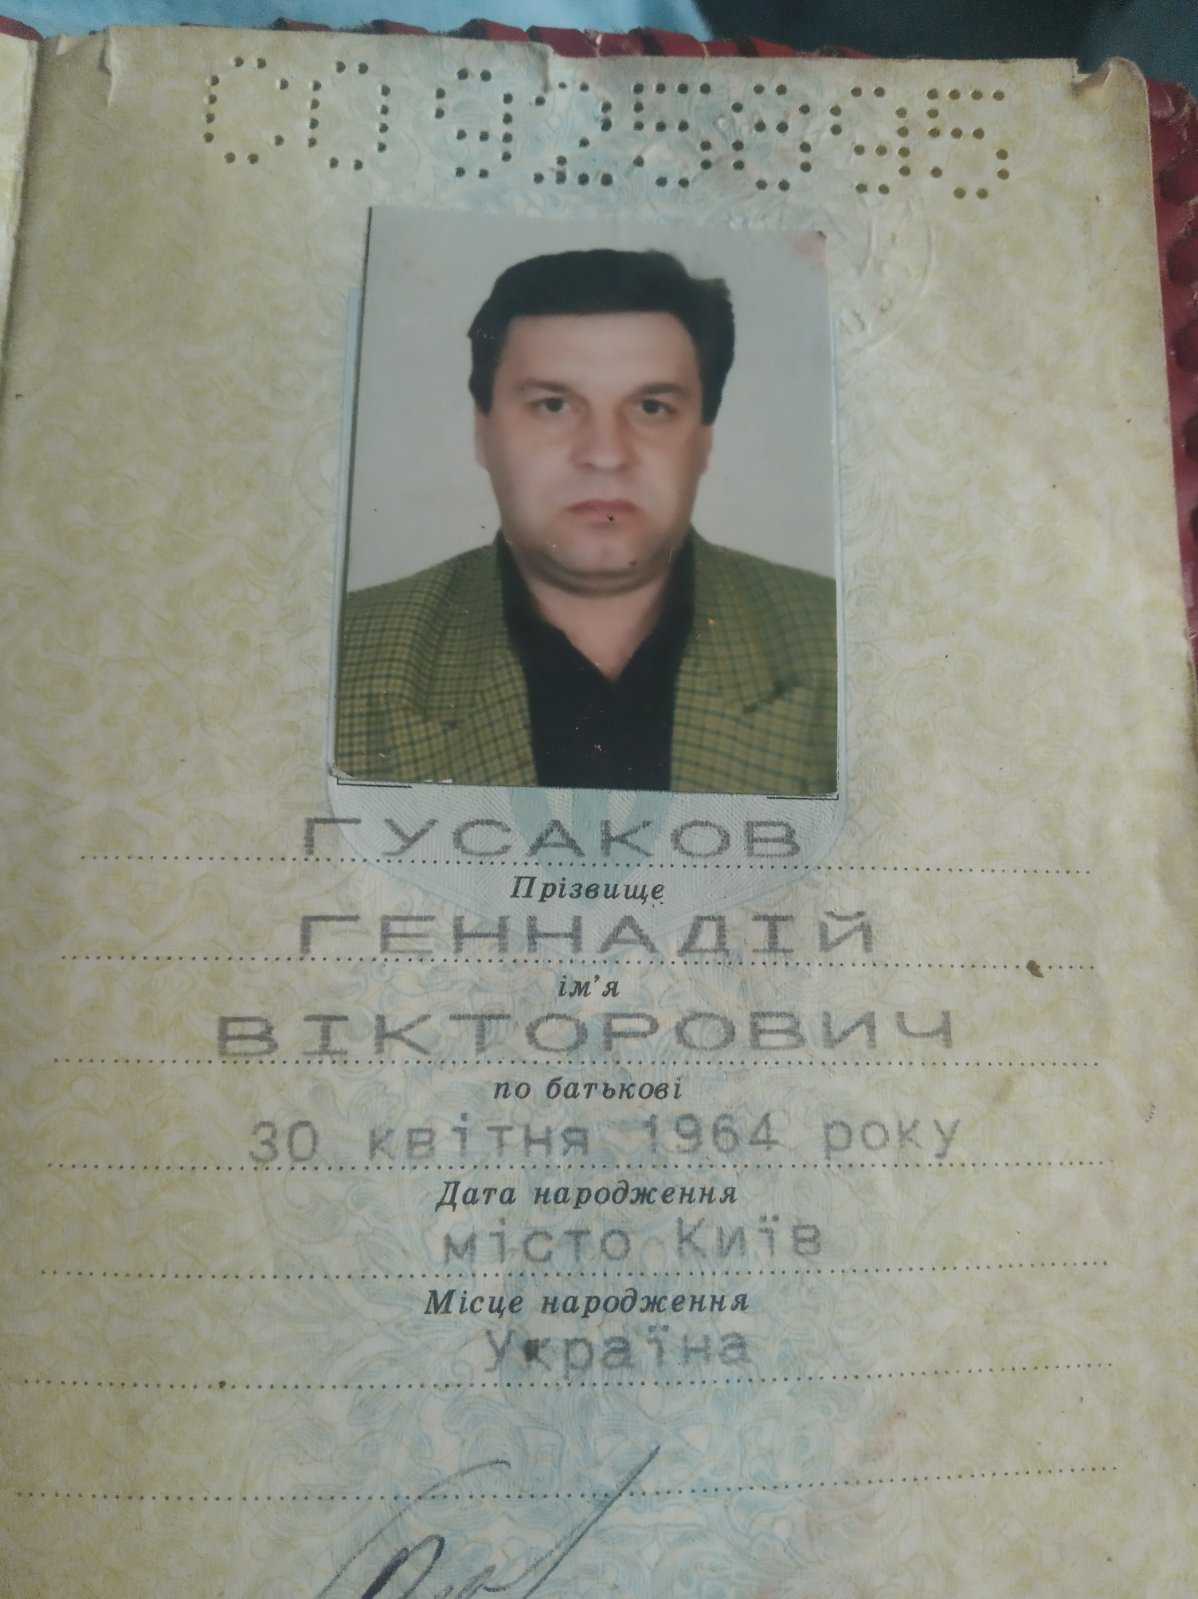 СО 925895
ГУСАКОВ
Прізвище
ГЕННАДІЙ
ім'я
ВІКТОРОВИЧ
по батькові
30 квітня 1964 року
Дата народження
місто Київ
Місце народження
Україна